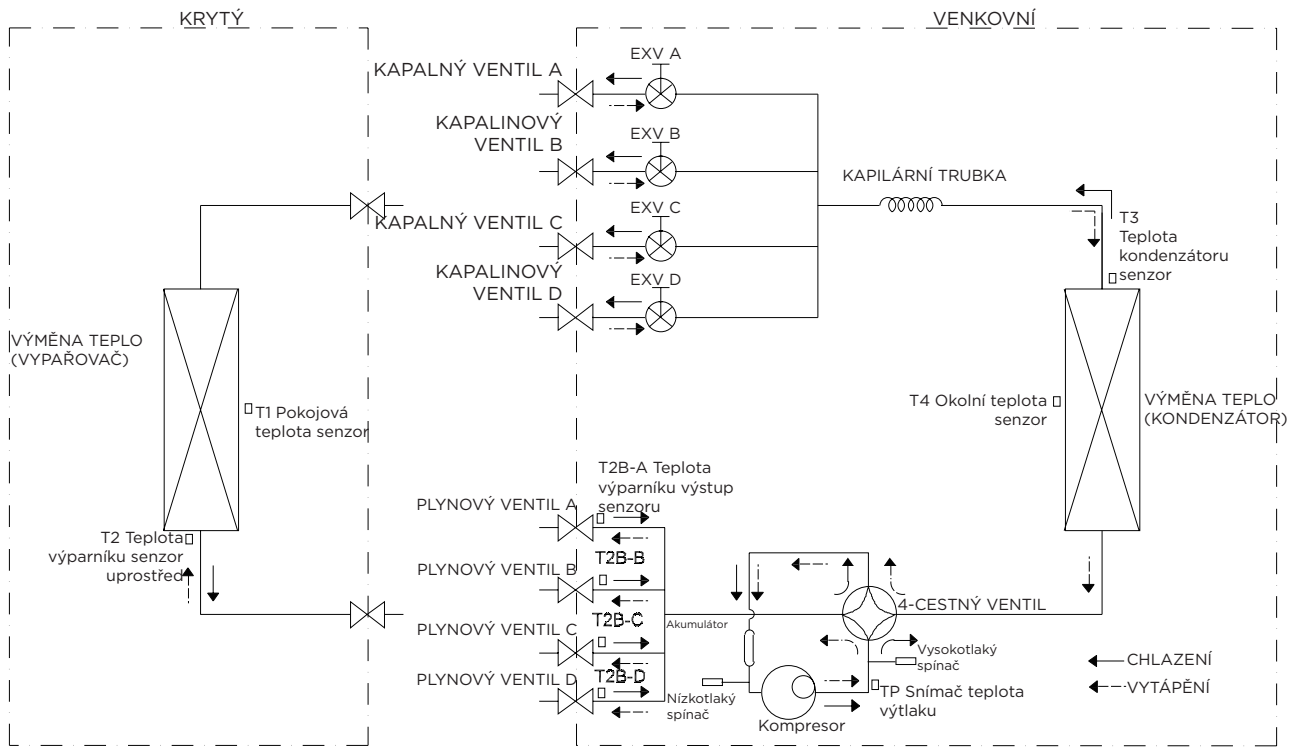 KRYTÝ
VENKOVNÍ
EXV A
KAPALNÝ VENTIL A
KAPALINOVÝ
VENTIL B
EXV B
KAPILÁRNÍ TRUBKA
EXV C
KAPALNÝ VENTIL C
T3
Teplota
kondenzátoru
senzor
KAPALINOVÝ
VENTIL D
EXV D
VÝMĚNA TEPLO
(VYPAŘOVAČ)
T1 Pokojová
teplota senzor
T4 Okolní teplota
senzor
VÝMĚNA TEPLO
(KONDENZÁTOR)
T2B-A Teplota
výparníku výstup
senzoru
PLYNOVÝ VENTIL A
T2 Teplota
výparníku senzor
uprostřed
T2B-B
PLYNOVÝ VENTIL B
4-CESTNÝ VENTIL
T2B-C
Akumulátor
PLYNOVÝ VENTIL C
Vysokotlaký
spínač
CHLAZENÍ
T2B-D
PLYNOVÝ VENTIL D
VYTÁPĚNÍ
Nízkotlaký
spínač
TP Snímač teplota
výtlaku
Kompresor